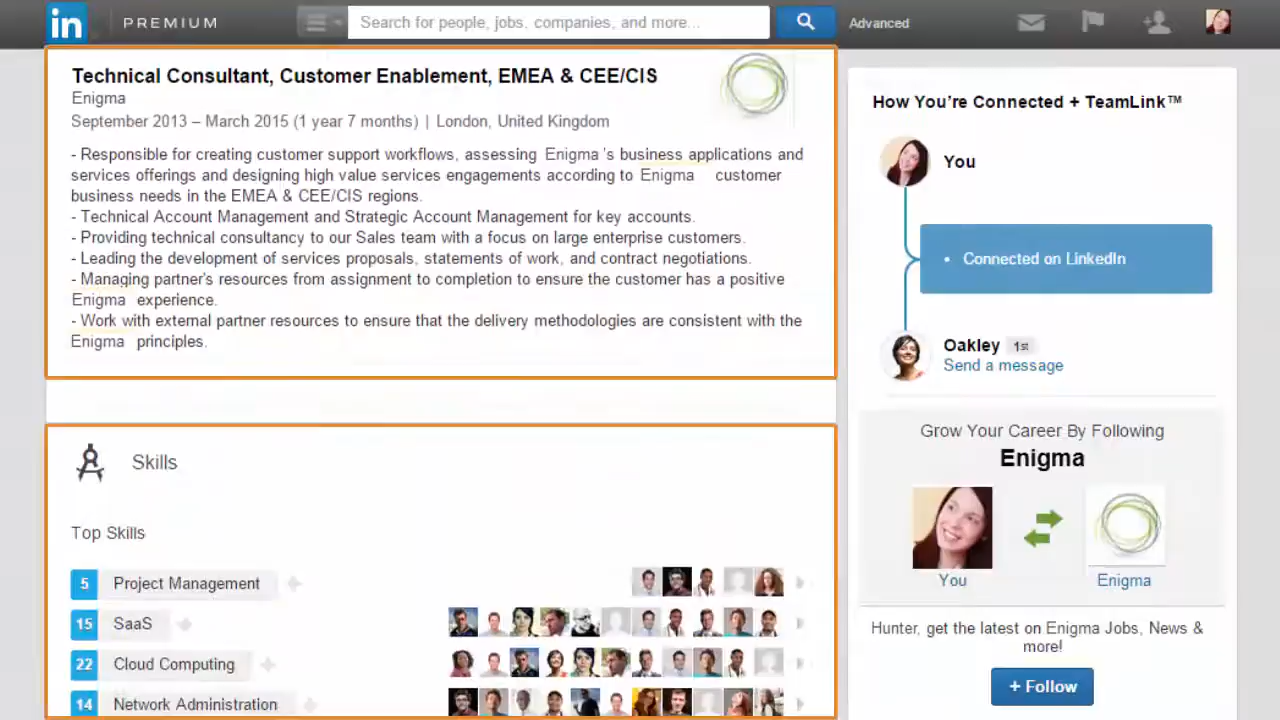 in PREMIUM Search for people, jobs, companies, and more... Advanced
Technical Consultant, Customer Enablement, EMEA & CEE/CIS
Enigma
September 2013 – March 2015 (1 year 7 months) | London, United Kingdom
- Responsible for creating customer support workflows, assessing Enigma 's business applications and
services offerings and designing high value services engagements according to Enigma customer
business needs in the EMEA & CEE/CIS regions.
- Technical Account Management and Strategic Account Management for key accounts.
- Providing technical consultancy to our Sales team with a focus on large enterprise customers.
- Leading the development of services proposals, statements of work, and contract negotiations.
- Managing partner's resources from assignment to completion to ensure the customer has a positive
Enigma experience.
- Work with external partner resources to ensure that the delivery methodologies are consistent with the
Enigma principles.
Skills
Top Skills
5 Project Management
15 SaaS
22 Cloud Computing
14 Network Administration
How You're Connected + TeamLink™
You
• Connected on LinkedIn
Oakley 1st
Send a message
Grow Your Career By Following
Enigma
You Enigma
Hunter, get the latest on Enigma Jobs, News &
more!
+ Follow